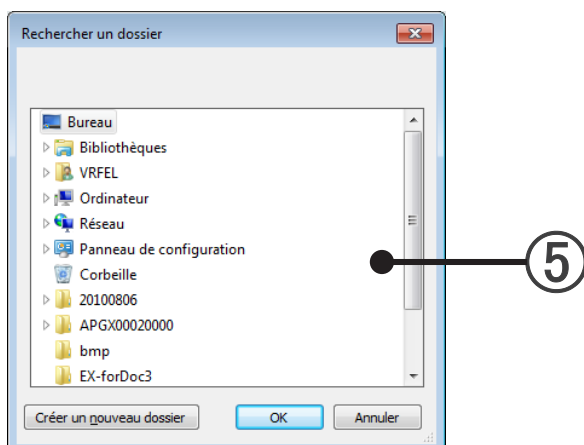 Rechercher un dossier
Bureau
Bibliothèques
VRFEL
Ordinateur
Réseau
Panneau de configuration
Corbeille
20100806
APGX00020000
bmp
EX-forDoc3
5
Créer un nouveau dossier OK Annuler